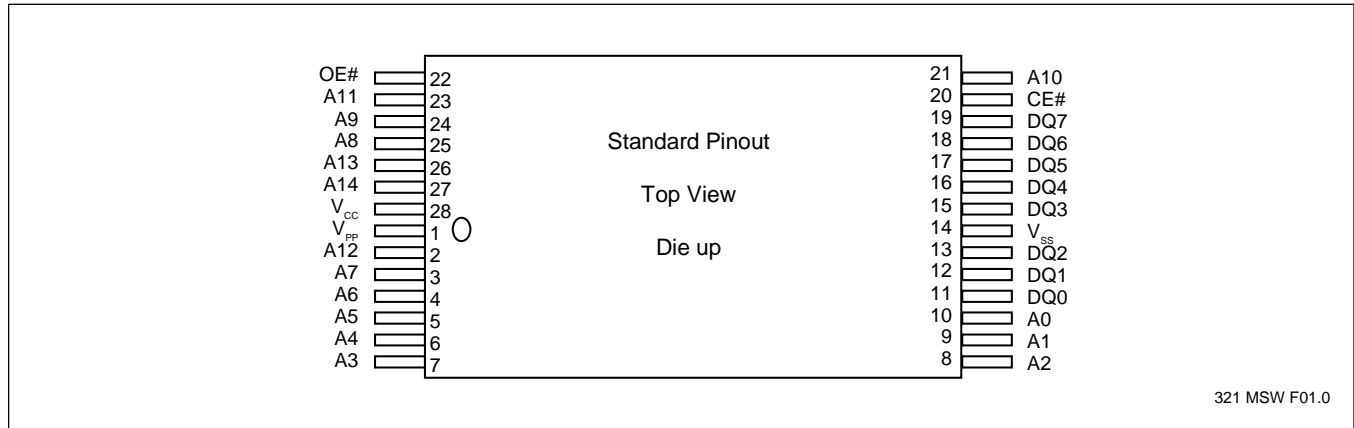 OE# 22 21 A10
A11 23 20 CE#
A9 24 19 DQ7
A8 25 Standard Pinout 18 DQ6
A13 26 17 DQ5
A14 27 Top View 16 DQ4
VCC 28 15 DQ3
VPP 1 14 VSS
A12 2 Die up 13 DQ2
A7 3 12 DQ1
A6 4 11 DQ0
A5 5 10 A0
A4 6 9 A1
A3 7 8 A2
321 MSW F01.0